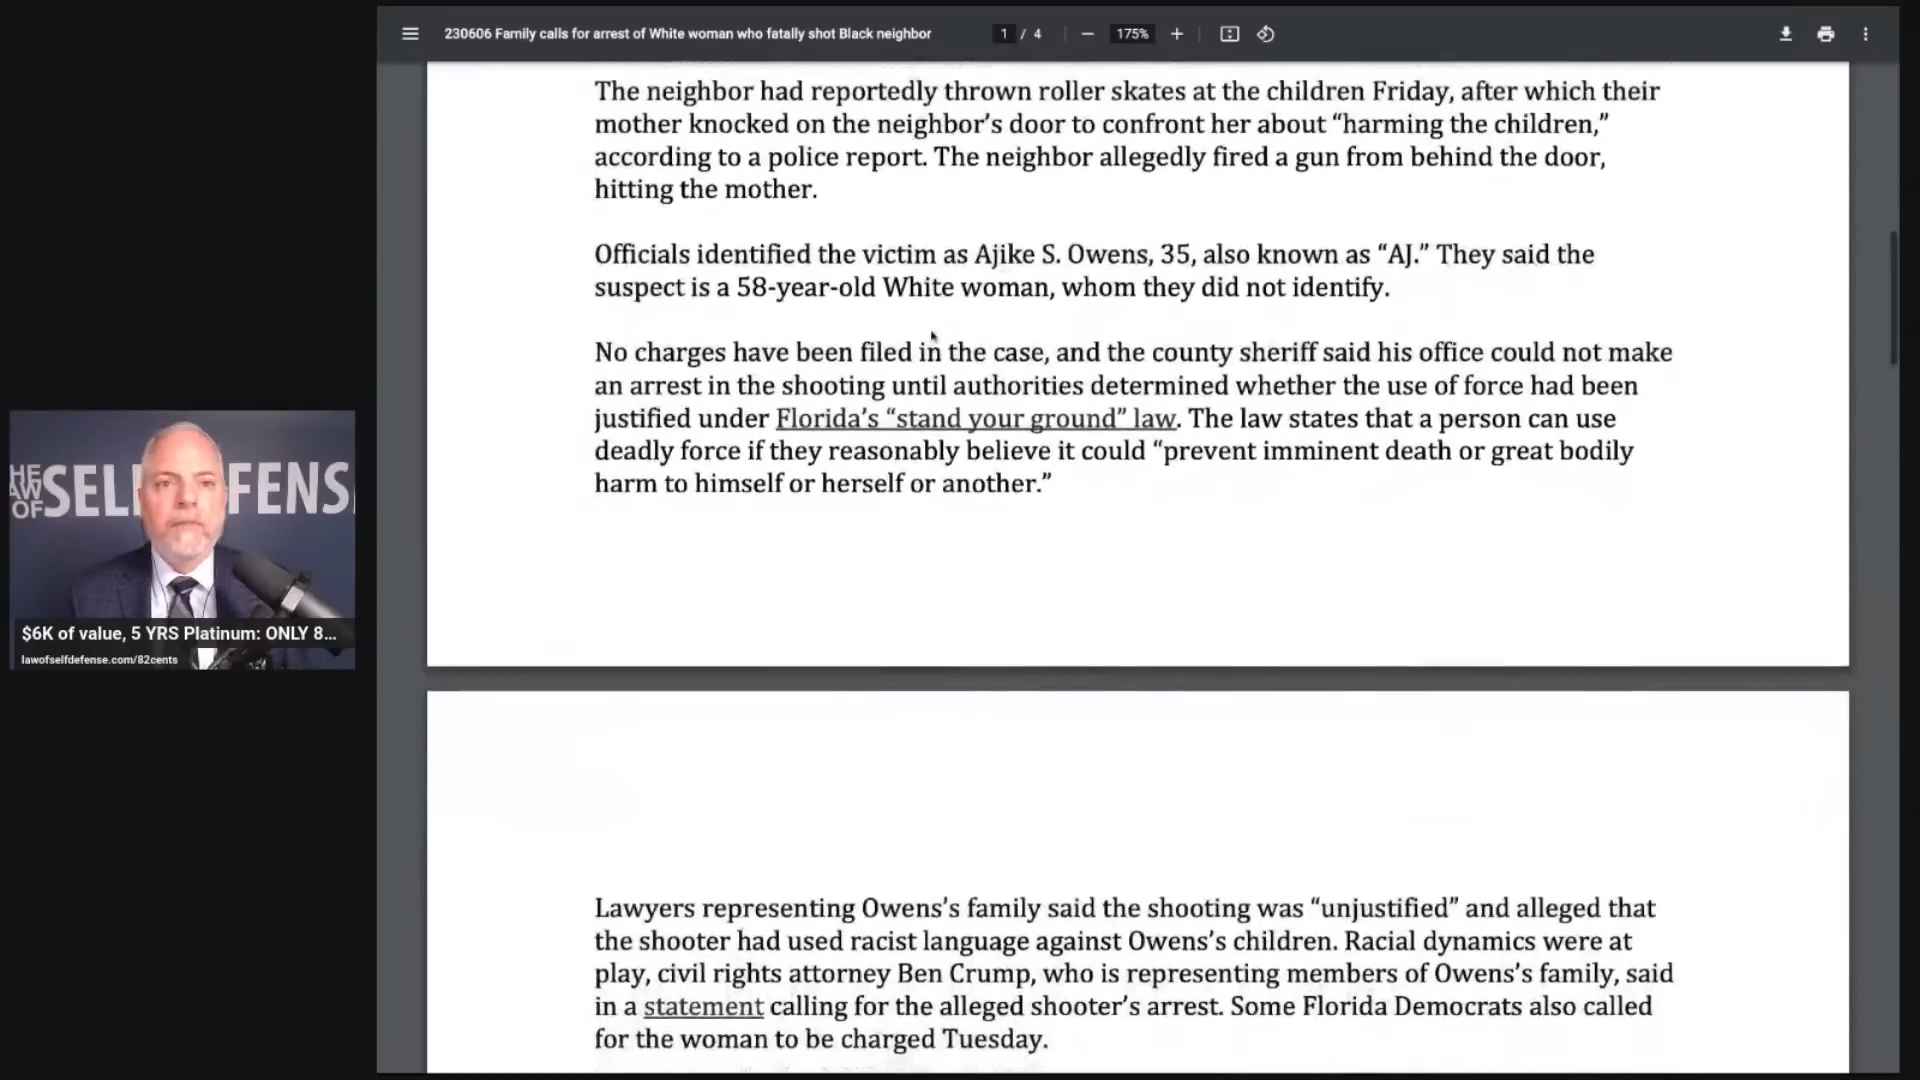 230606 Family calls for arrest of White woman who fatally shot Black neighbor
1 / 4
175%
The neighbor had reportedly thrown roller skates at the children Friday, after which their
mother knocked on the neighbor’s door to confront her about “harming the children,”
according to a police report. The neighbor allegedly fired a gun from behind the door,
hitting the mother.
Officials identified the victim as Ajike S. Owens, 35, also known as “AJ.” They said the
suspect is a 58-year-old White woman, whom they did not identify.
No charges have been filed in the case, and the county sheriff said his office could not make
an arrest in the shooting until authorities determined whether the use of force had been
justified under Florida’s “stand your ground” law. The law states that a person can use
deadly force if they reasonably believe it could “prevent imminent death or great bodily
harm to himself or herself or another.”
HE
AW
OF
SEL
FENS
$6K of value, 5 YRS Platinum: ONLY 8...
lawofselfdefense.com/82cents
Lawyers representing Owens’s family said the shooting was “unjustified” and alleged that
the shooter had used racist language against Owens’s children. Racial dynamics were at
play, civil rights attorney Ben Crump, who is representing members of Owens’s family, said
in a statement calling for the alleged shooter’s arrest. Some Florida Democrats also called
for the woman to be charged Tuesday.